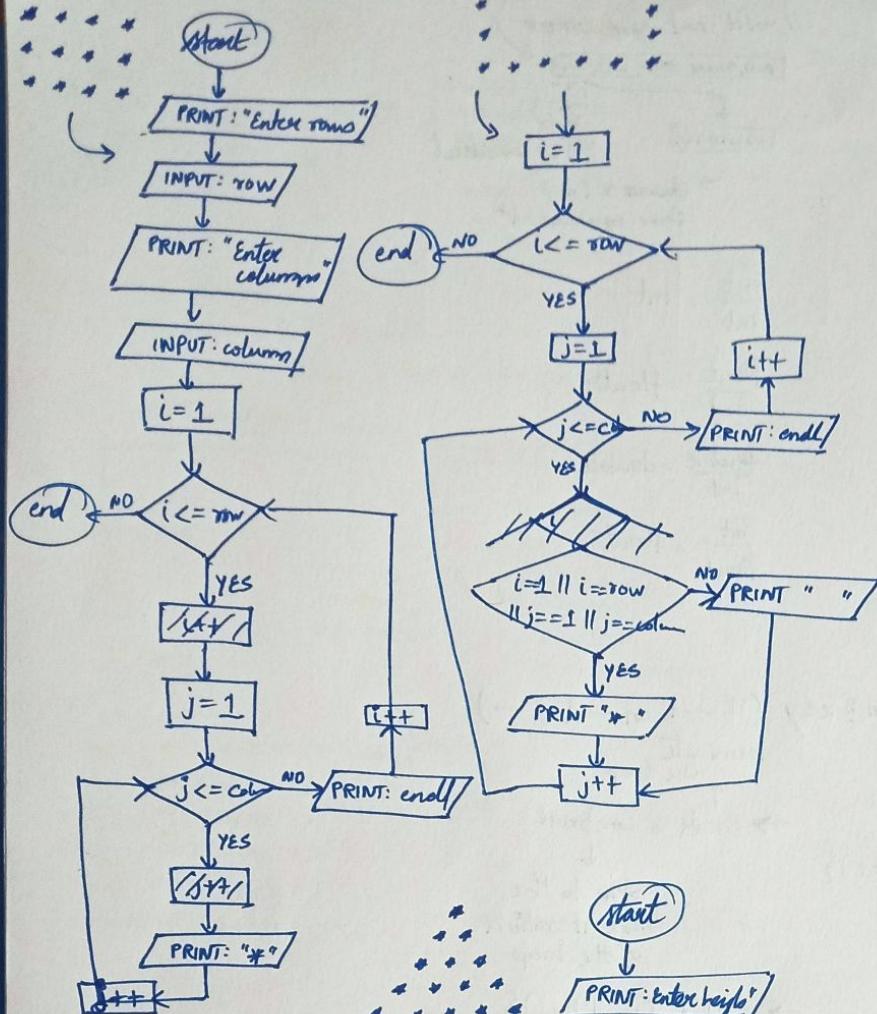 start
PRINT: "Enter rows"
INPUT: row
PRINT: "Enter
columns"
INPUT: column
i = 1
i <= row
NO
end
YES
j = 1
j <= col
NO
PRINT: endl
i++
YES
PRINT: "*"
++
i = 1
i <= row
NO
end
YES
j = 1
j <= co
NO
PRINT: endl
i++
YES
i=1 || i==row
|| j==1 || j==colum
NO
PRINT " "
YES
PRINT "* "
j++
start
PRINT: Enter heighs"